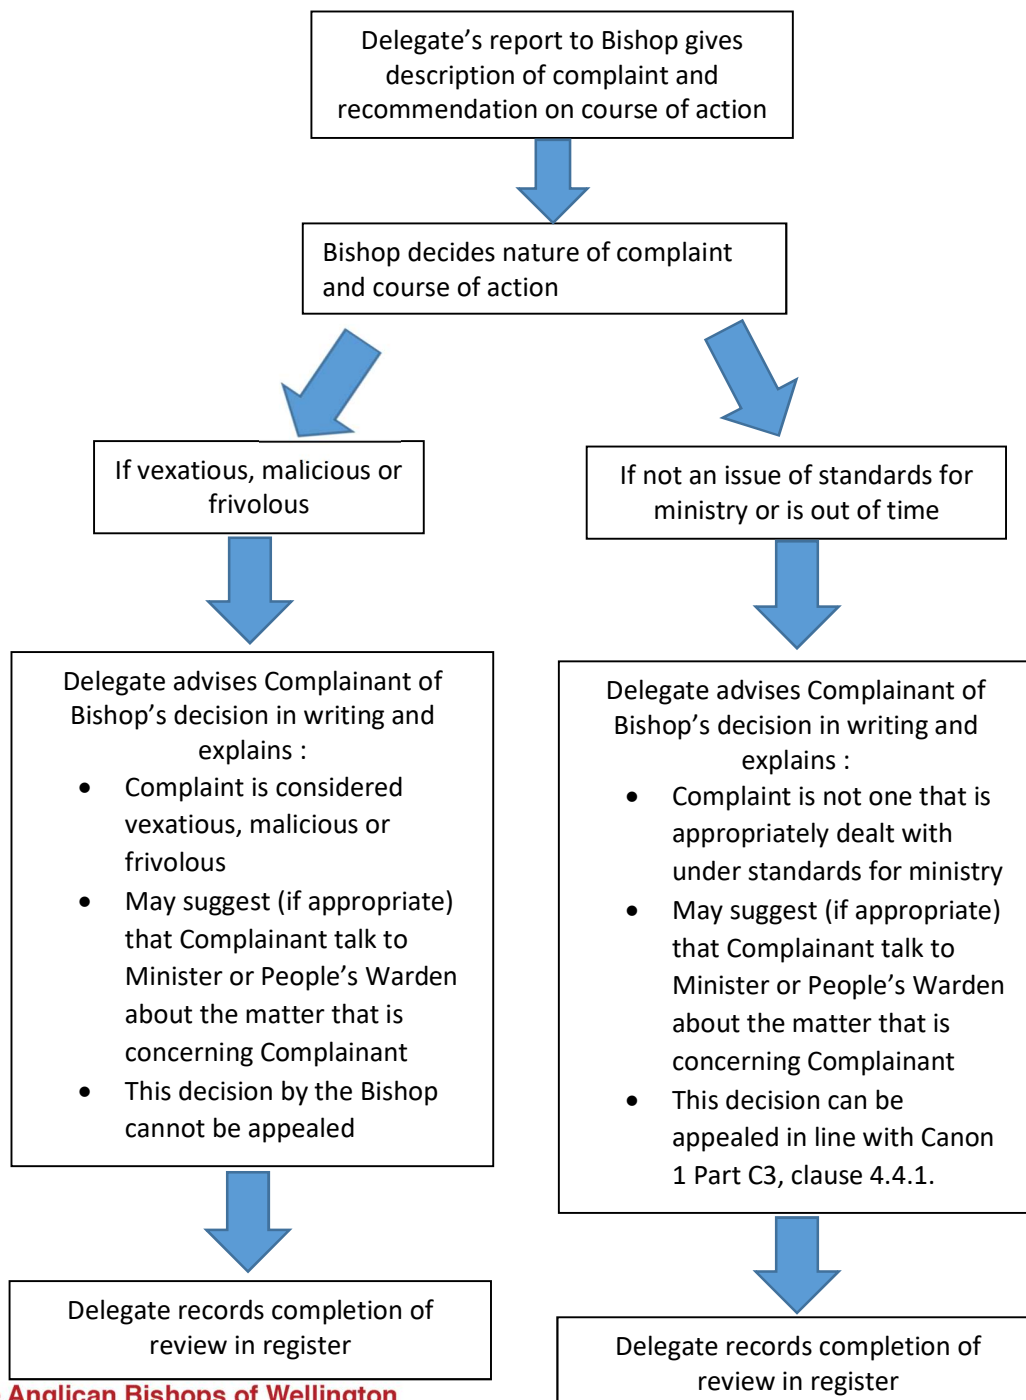 Delegate’s report to Bishop gives
description of complaint and
recommendation on course of action
Bishop decides nature of complaint
and course of action
If vexatious, malicious or
frivolous
If not an issue of standards for
ministry or is out of time
Delegate advises Complainant of
Bishop’s decision in writing and
explains :
• Complaint is considered
vexatious, malicious or
frivolous
• May suggest (if appropriate)
that Complainant talk to
Minister or People’s Warden
about the matter that is
concerning Complainant
• This decision by the Bishop
cannot be appealed
Delegate advises Complainant of
Bishop’s decision in writing and
explains :
• Complaint is not one that is
appropriately dealt with
under standards for ministry
• May suggest (if appropriate)
that Complainant talk to
Minister or People’s Warden
about the matter that is
concerning Complainant
• This decision can be
appealed in line with Canon
1 Part C3, clause 4.4.1.
Delegate records completion of
review in register
Delegate records completion of
review in register
Anglican Bishops of Wellington